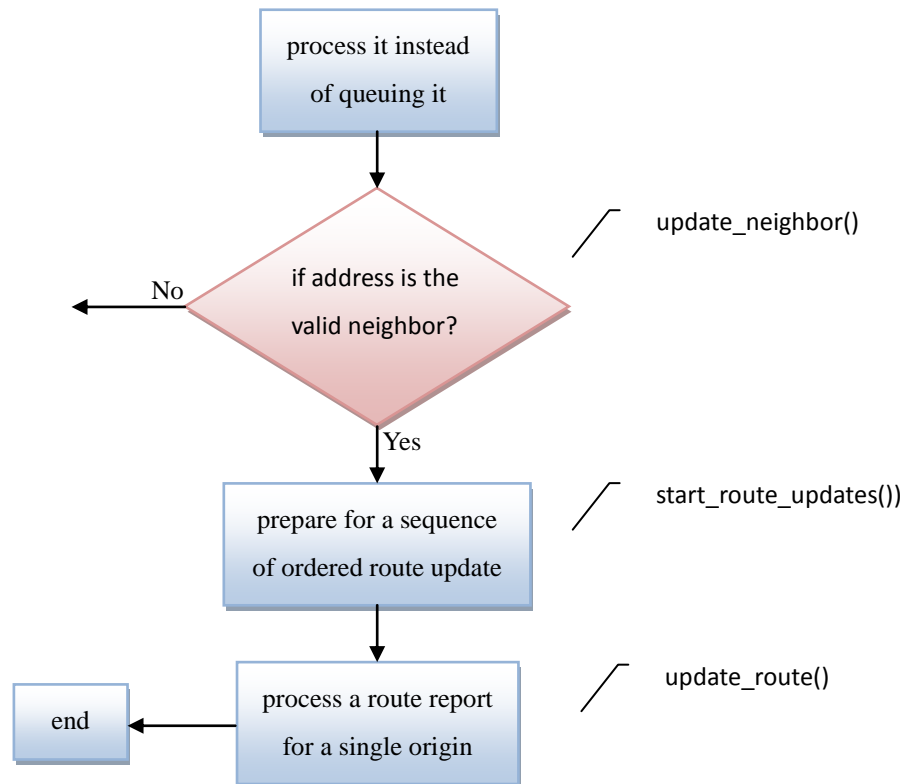 process it instead
of queuing it
update_neighbor()
if address is the
valid neighbor?
No
Yes
start_route_updates())
prepare for a sequence
of ordered route update
update_route()
process a route report
for a single origin
end